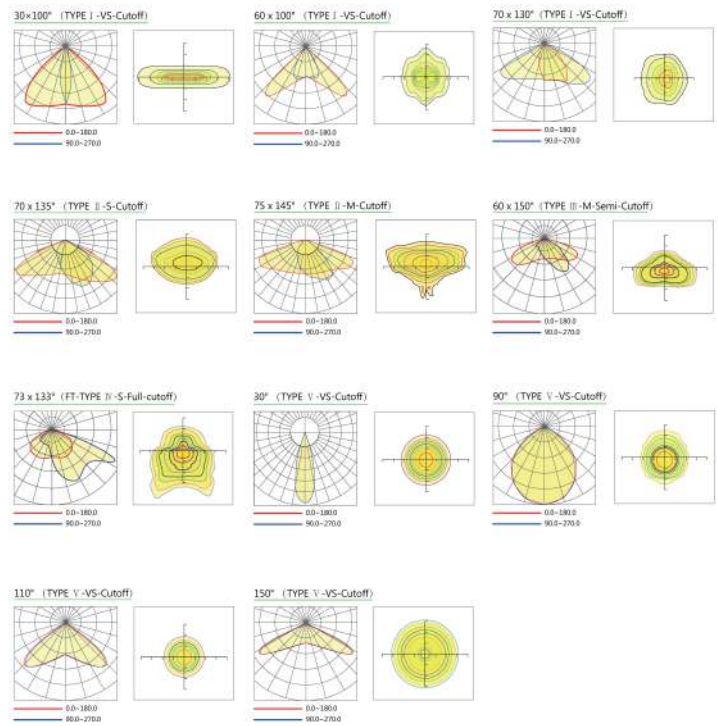 30×100° (TYPE Ⅰ-VS-Cutoff)
0.0~180.0
90.0~270.0
60 x 100° (TYPE Ⅰ-VS-Cutoff)
0.0~180.0
90.0~270.0
70 x 130° (TYPE Ⅰ-VS-Cutoff)
0.0~180.0
90.0~270.0
70 x 135° (TYPE Ⅱ-S-Cutoff)
0.0~180.0
90.0~270.0
75 x 145° (TYPE Ⅱ-M-Cutoff)
0.0~180.0
90.0~270.0
60 x 150° (TYPE Ⅲ-M-Semi-Cutoff)
0.0~180.0
90.0~270.0
73 x 133° (FT-TYPE Ⅳ-S-Full-cutoff)
0.0~180.0
90.0~270.0
30° (TYPE Ⅴ-VS-Cutoff)
0.0~180.0
90.0~270.0
90° (TYPE Ⅴ-VS-Cutoff)
0.0~180.0
90.0~270.0
110° (TYPE Ⅴ-VS-Cutoff)
0.0~180.0
90.0~270.0
150° (TYPE Ⅴ-VS-Cutoff)
0.0~180.0
90.0~270.0